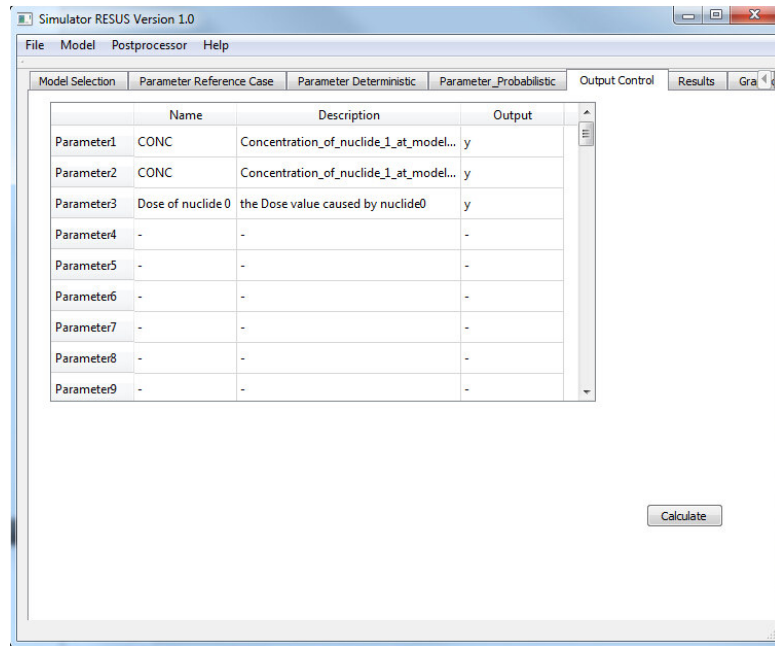 Simulator RESUS Version 1.0
File Model Postprocessor Help
Model Selection Parameter Reference Case Parameter Deterministic Parameter_Probabilistic Output Control Results Gra
Name Description Output
Parameter1 CONC Concentration_of_nuclide_1_at_model... y
Parameter2 CONC Concentration_of_nuclide_1_at_model... y
Parameter3 Dose of nuclide 0 the Dose value caused by nuclide0 y
Parameter4 - - -
Parameter5 - - -
Parameter6 - - -
Parameter7 - - -
Parameter8 - - -
Parameter9 - - -
Calculate